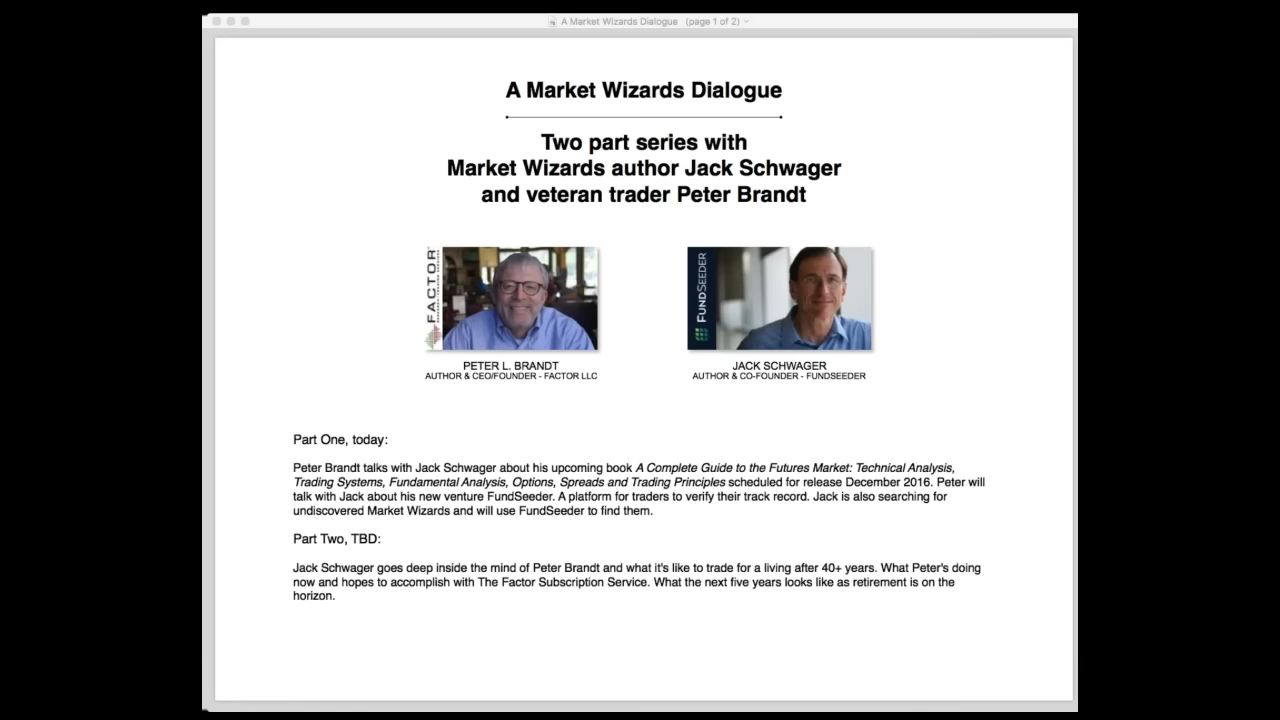 A Market Wizards Dialogue (page 1 of 2)
A Market Wizards Dialogue
Two part series with
Market Wizards author Jack Schwager
and veteran trader Peter Brandt
FACTOR
FUNDSEEDER
PETER L. BRANDT
AUTHOR & CEO/FOUNDER - FACTOR LLC
JACK SCHWAGER
AUTHOR & CO-FOUNDER - FUNDSEEDER
Part One, today:
Peter Brandt talks with Jack Schwager about his upcoming book A Complete Guide to the Futures Market: Technical Analysis,
Trading Systems, Fundamental Analysis, Options, Spreads and Trading Principles scheduled for release December 2016. Peter will
talk with Jack about his new venture FundSeeder. A platform for traders to verify their track record. Jack is also searching for
undiscovered Market Wizards and will use FundSeeder to find them.
Part Two, TBD:
Jack Schwager goes deep inside the mind of Peter Brandt and what it's like to trade for a living after 40+ years. What Peter's doing
now and hopes to accomplish with The Factor Subscription Service. What the next five years looks like as retirement is on the
horizon.